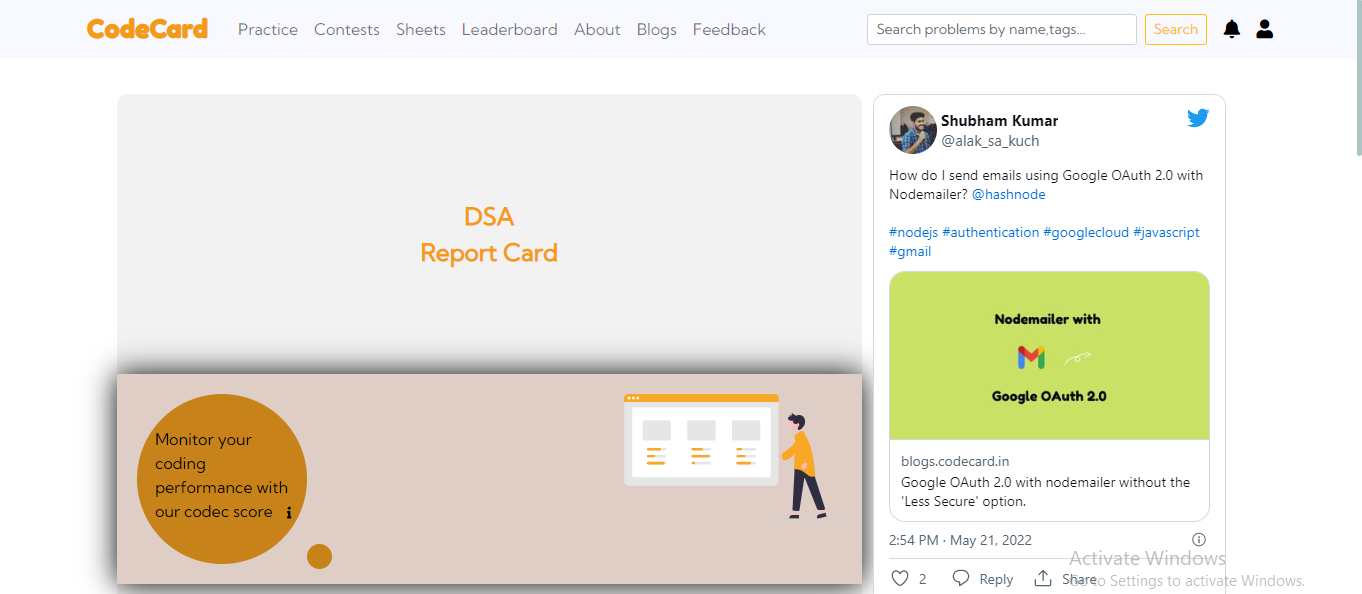 CodeCard
Practice
Contests
Sheets
Leaderboard
About
Blogs
Feedback
Search problems by name,tags...
Search
DSA
Report Card
Monitor your
coding
performance with
our codec score
Shubham Kumar
@alak_sa_kuch
How do I send emails using Google OAuth 2.0 with
Nodemailer? @hashnode
#nodejs #authentication #googlecloud #javascript
#gmail
Nodemailer with
Google OAuth 2.0
blogs.codecard.in
Google OAuth 2.0 with nodemailer without the
'Less Secure' option.
2:54 PM · May 21, 2022
2
Reply
Share
Activate Windows
Go to Settings to activate Windows.